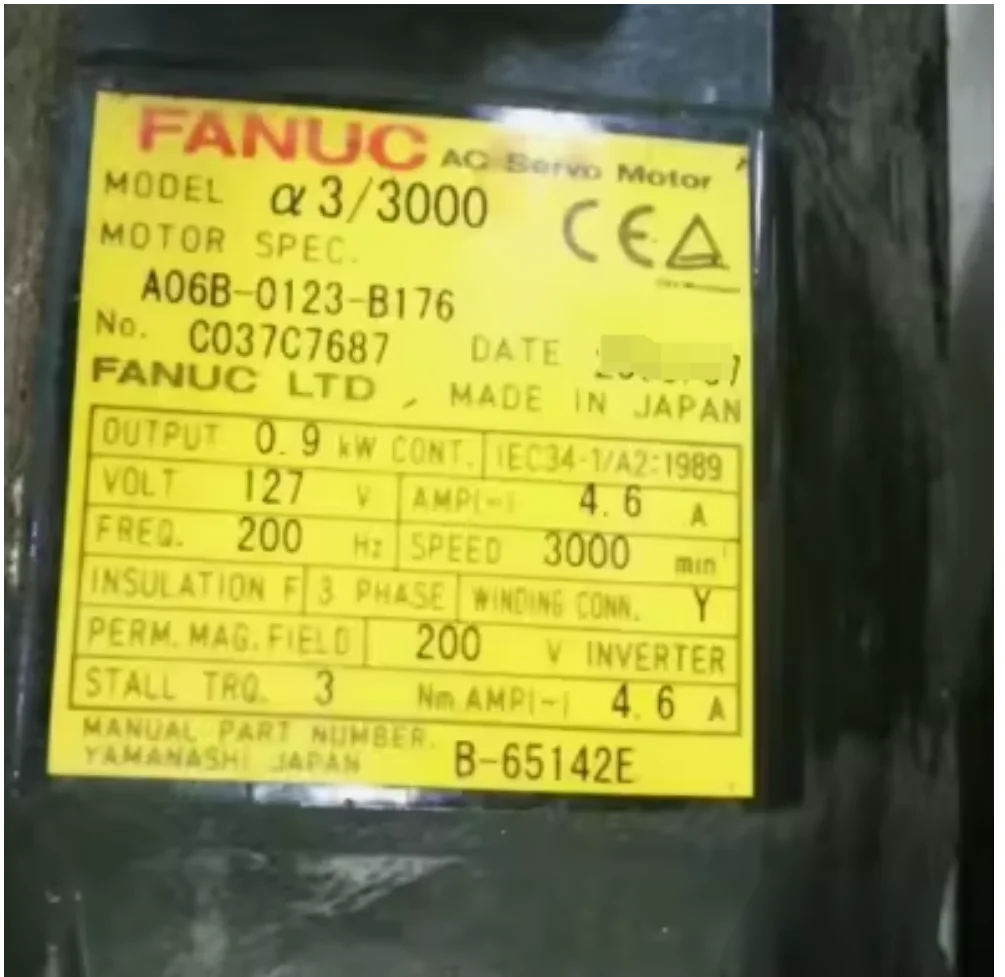 FANUC AC Servo Motor
MODEL α3/3000
CE
MOTOR SPEC.
A06B-0123-B176
No. C037C7687 DATE
FANUC LTD , MADE IN JAPAN
OUTPUT 0.9 kW CONT. IEC34-1/A2:1989
VOLT 127 V AMP(~) 4.6 A
FREQ. 200 Hz SPEED 3000 min
INSULATION F 3 PHASE WINDING CONN. Y
PERM. MAG. FIELD 200 V INVERTER
STALL TRQ. 3 Nm AMP(~) 4.6 A
MANUAL PART NUMBER.
YAMANASHI JAPAN B-65142E